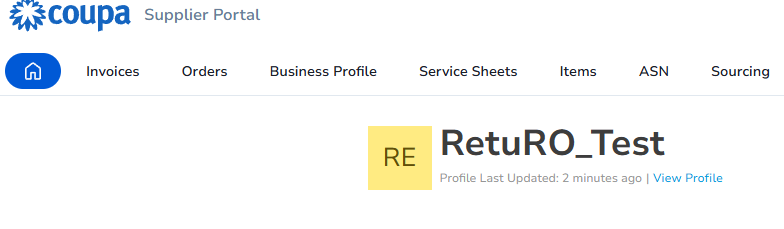 coupa Supplier Portal
Invoices Orders Business Profile Service Sheets Items ASN Sourcing
RE RetuRO_Test
Profile Last Updated: 2 minutes ago | View Profile